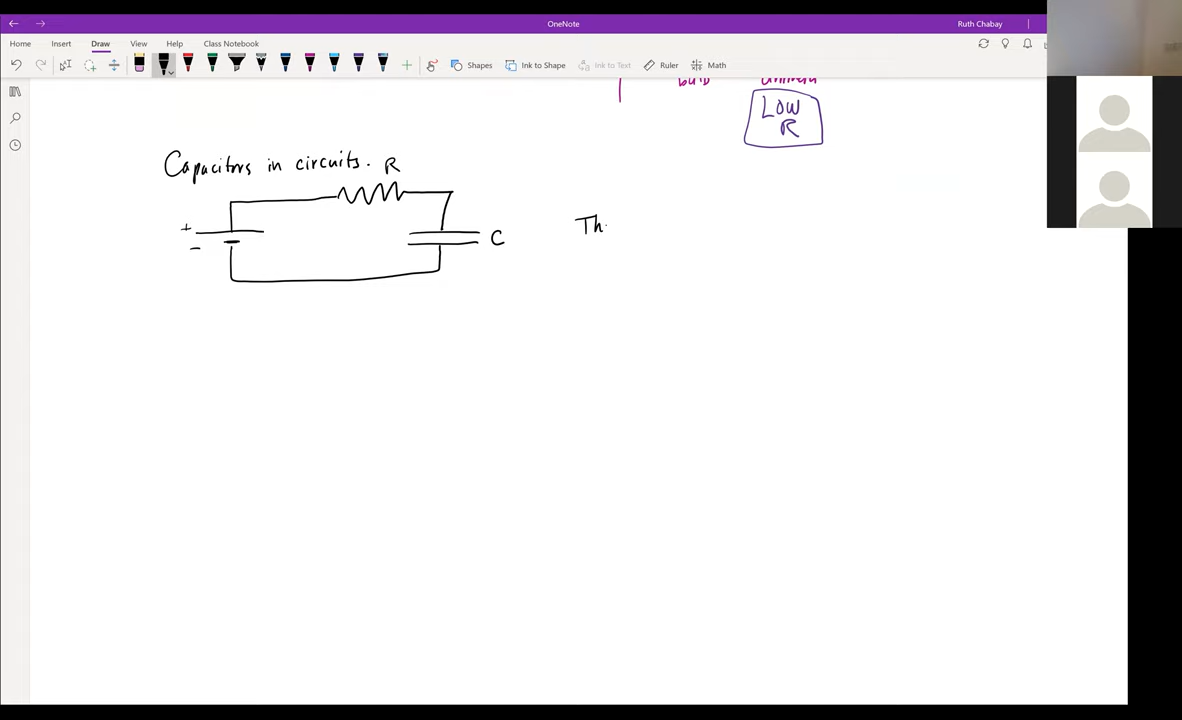 OneNote
Ruth Chabay
Home Insert Draw View Help Class Notebook
Shapes Ink to Shape Ink to Text Ruler Math
Low
R
Capacitors in circuits. R
+
−
C
Th